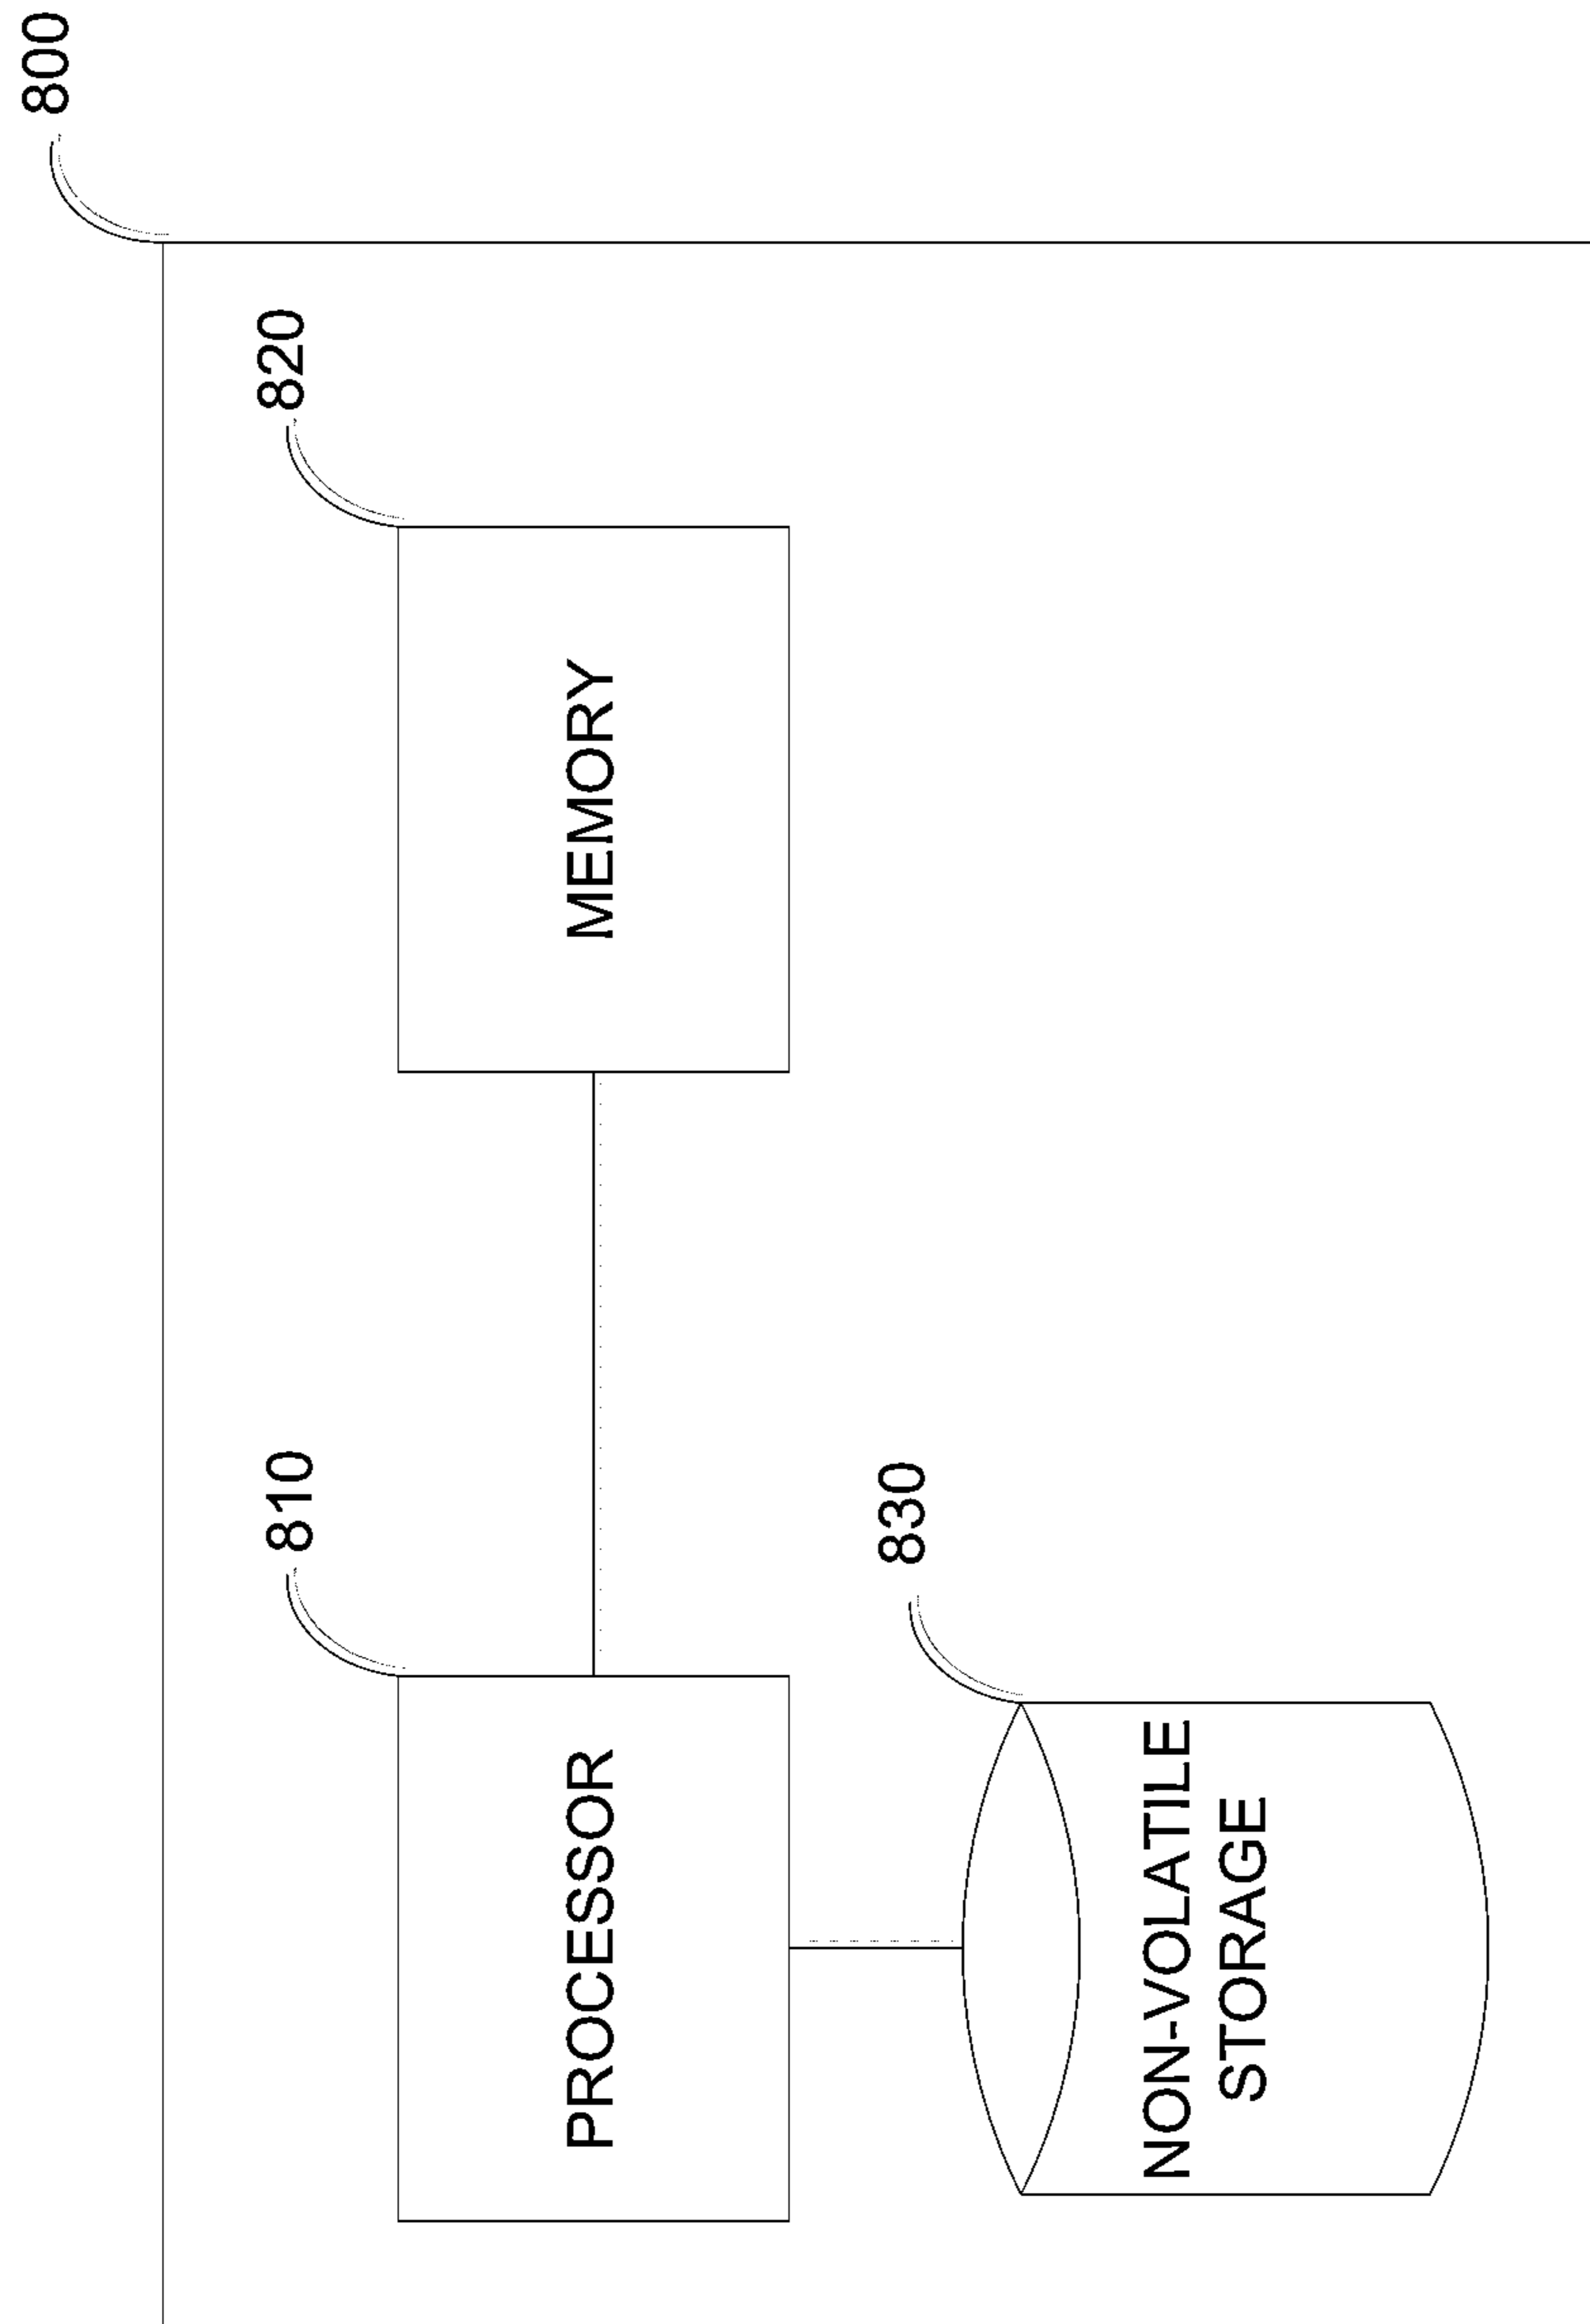 800
810
820
PROCESSOR
MEMORY
830
NON-VOLATILE
STORAGE